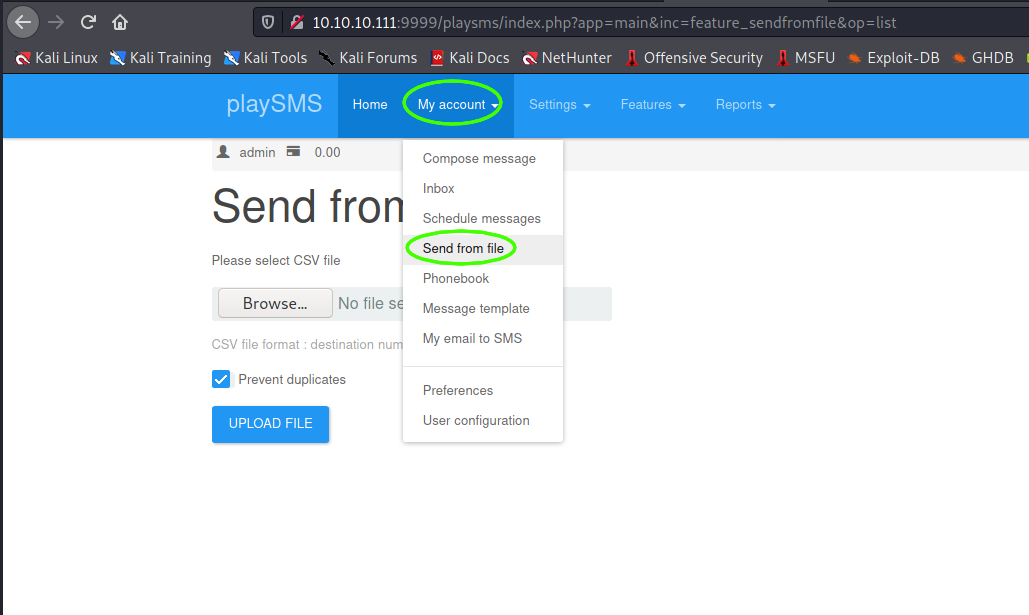 10.10.10.111:9999/playsms/index.php?app=main&inc=feature_sendfromfile&op=list
Kali Linux Kali Training Kali Tools Kali Forums Kali Docs NetHunter Offensive Security MSFU Exploit-DB GHDB
playSMS Home My account Settings Features Reports
admin 0.00
Compose message
Inbox
Schedule messages
Send from
Send from file
Please select CSV file
Phonebook
Browse... No file se
Message template
My email to SMS
CSV file format : destination num
Prevent duplicates
Preferences
UPLOAD FILE
User configuration